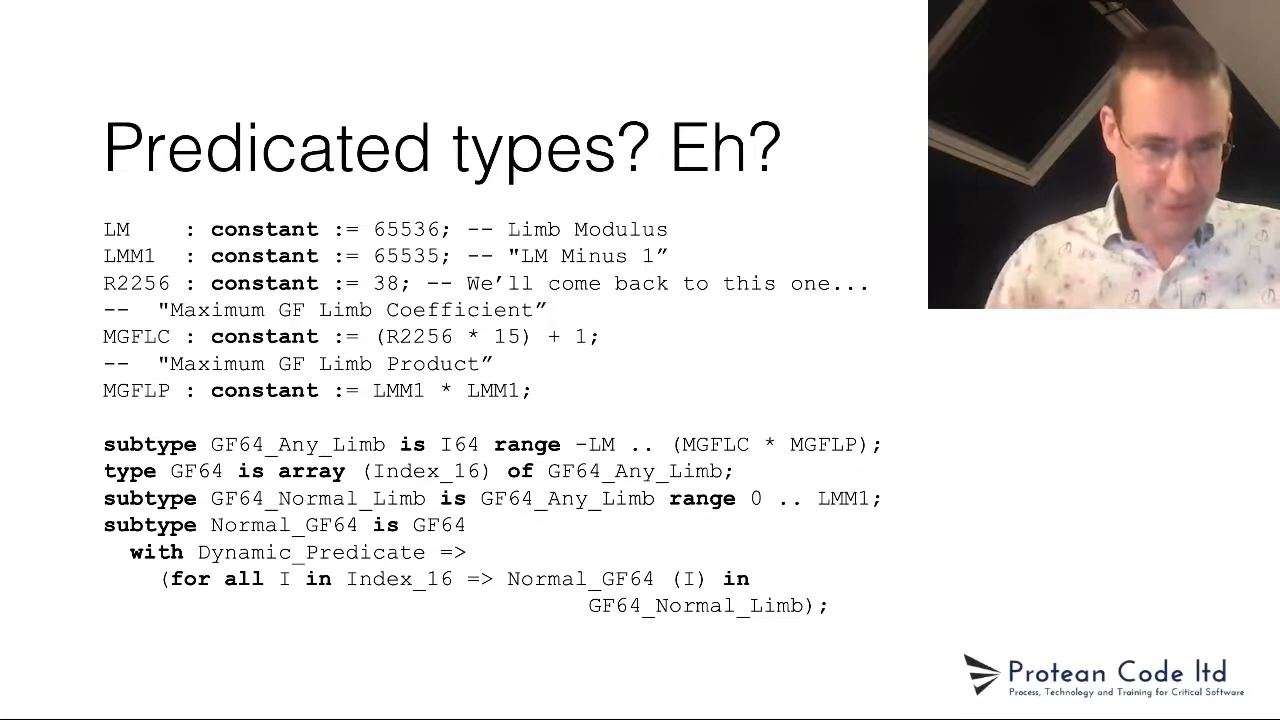 Predicated types? Eh?
LM    : constant := 65536; -- Limb Modulus
LMM1  : constant := 65535; -- "LM Minus 1”
R2256 : constant := 38; -- We’ll come back to this one...
--  "Maximum GF Limb Coefficient”
MGFLC : constant := (R2256 * 15) + 1;
--  "Maximum GF Limb Product”
MGFLP : constant := LMM1 * LMM1;
subtype GF64_Any_Limb is I64 range -LM .. (MGFLC * MGFLP);
type GF64 is array (Index_16) of GF64_Any_Limb;
subtype GF64_Normal_Limb is GF64_Any_Limb range 0 .. LMM1;
subtype Normal_GF64 is GF64
  with Dynamic_Predicate =>
    (for all I in Index_16 => Normal_GF64 (I) in
                                    GF64_Normal_Limb);
Protean Code ltd
Process, Technology and Training for Critical Software